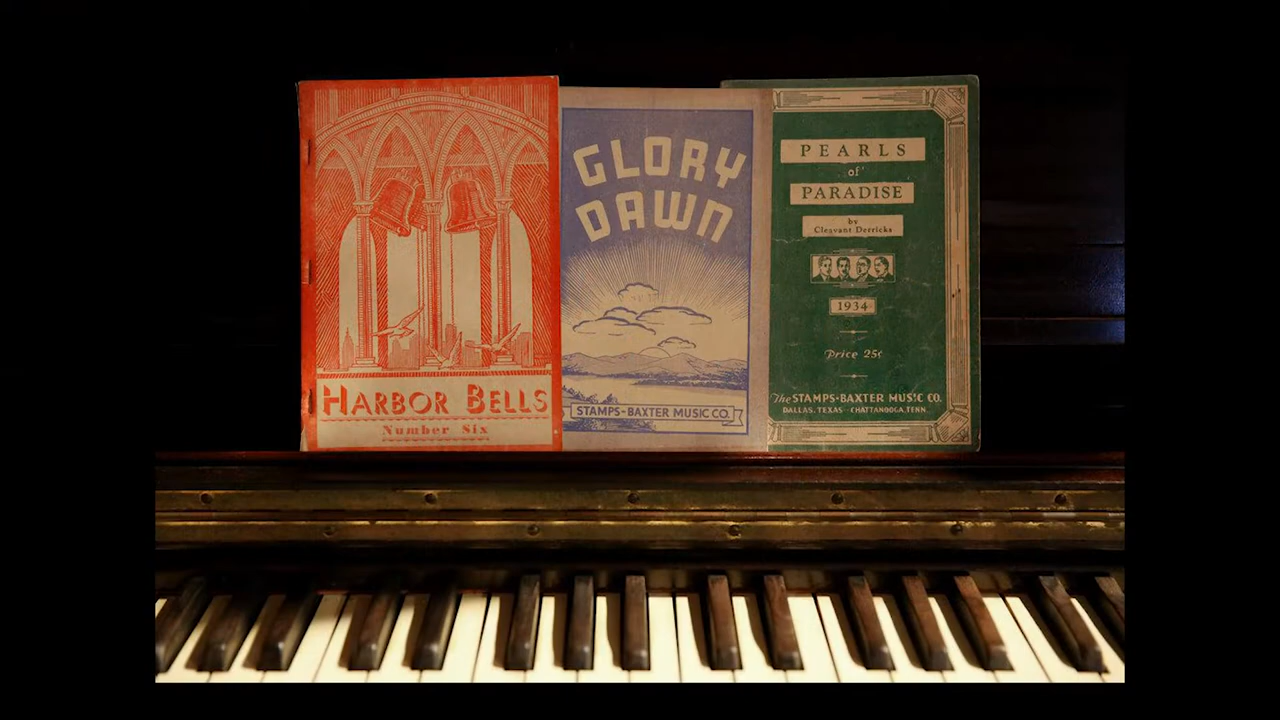 HARBOR BELLS
Number Six
GLORY
DAWN
STAMPS-BAXTER MUSIC CO.
PEARLS
of
PARADISE
by
Cleavant Derricks
1934
Price 25¢
The STAMPS-BAXTER MUSIC CO.
DALLAS, TEXAS - CHATTANOOGA, TENN.